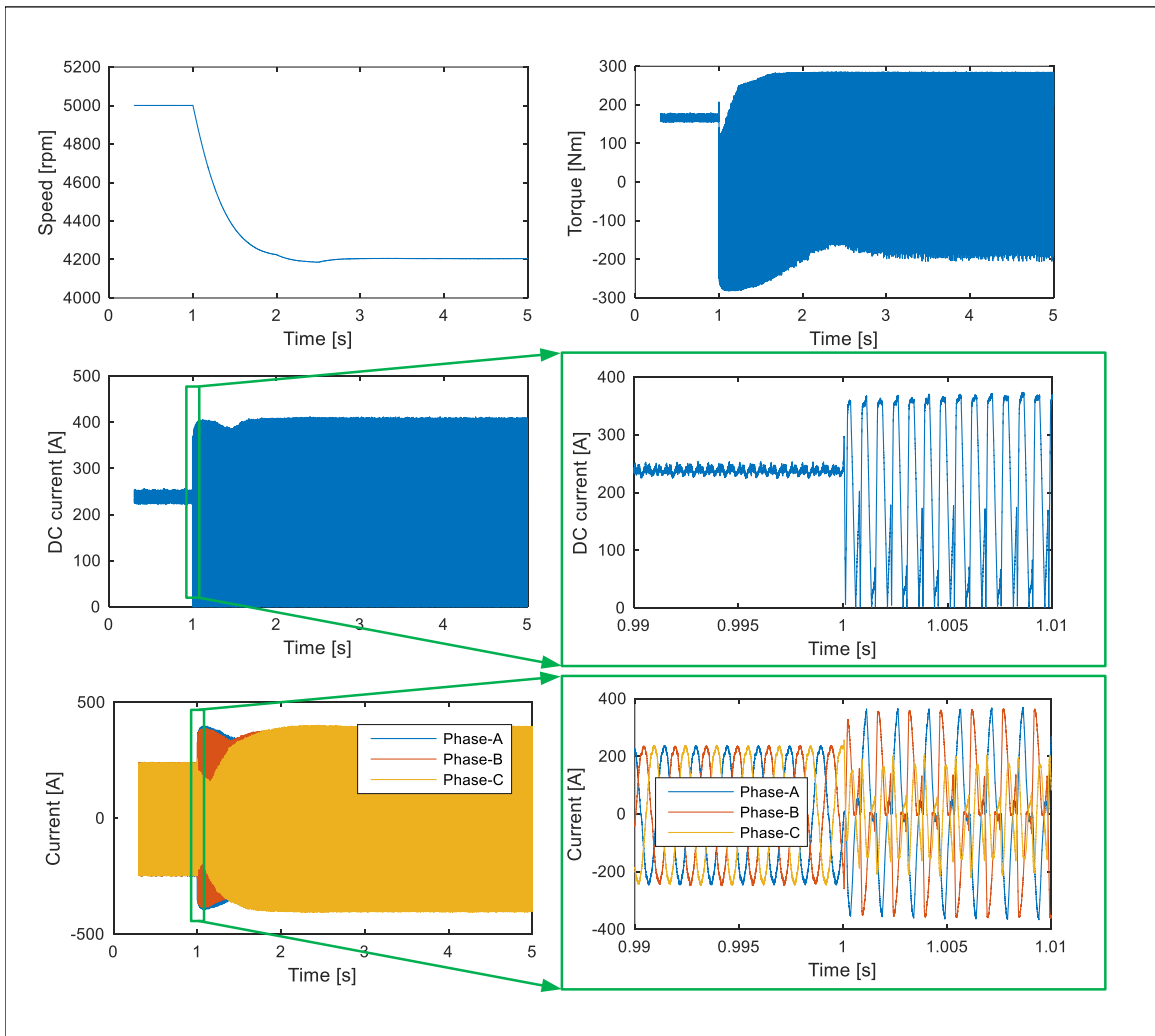 Speed [rpm]
5200
5000
4800
4600
4400
4200
4000
0 1 2 3 4 5
Time [s]
Torque [Nm]
300
200
100
0
-100
-200
-300
0 1 2 3 4 5
Time [s]
DC current [A]
500
400
300
200
100
0
0 1 2 3 4 5
Time [s]
DC current [A]
400
300
200
100
0
0.99 0.995 1 1.005 1.01
Time [s]
Current [A]
500
0
-500
0 1 2 3 4 5
Time [s]
Phase-A
Phase-B
Phase-C
Current [A]
400
200
0
-200
-400
0.99 0.995 1 1.005 1.01
Time [s]
Phase-A
Phase-B
Phase-C